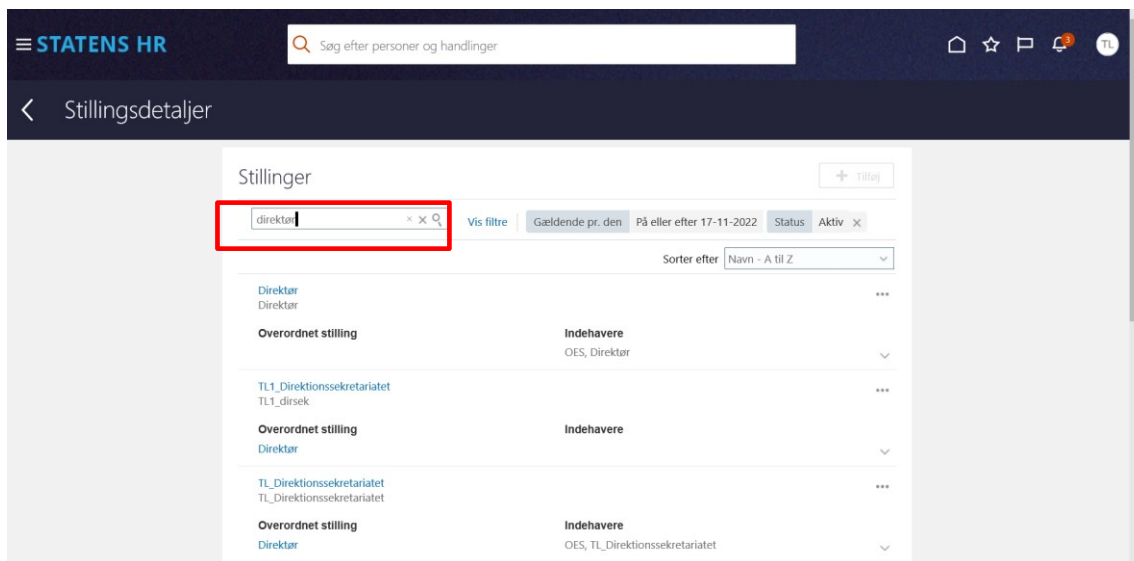 STATENS HR
Søg efter personer og handlinger
3
TL
Stillingsdetaljer
Stillinger
+ Tilføj
direktør
Vis filtre
Gældende pr. den På eller efter 17-11-2022 Status Aktiv
Sorter efter Navn - A til Z
Direktør
Direktør
Overordnet stilling Indehavere
OES, Direktør
TL1_Direktionssekretariatet
TL1_dirsek
Overordnet stilling Indehavere
Direktør
TL_Direktionssekretariatet
TL_Direktionssekretariatet
Overordnet stilling Indehavere
Direktør OES, TL_Direktionssekretariatet